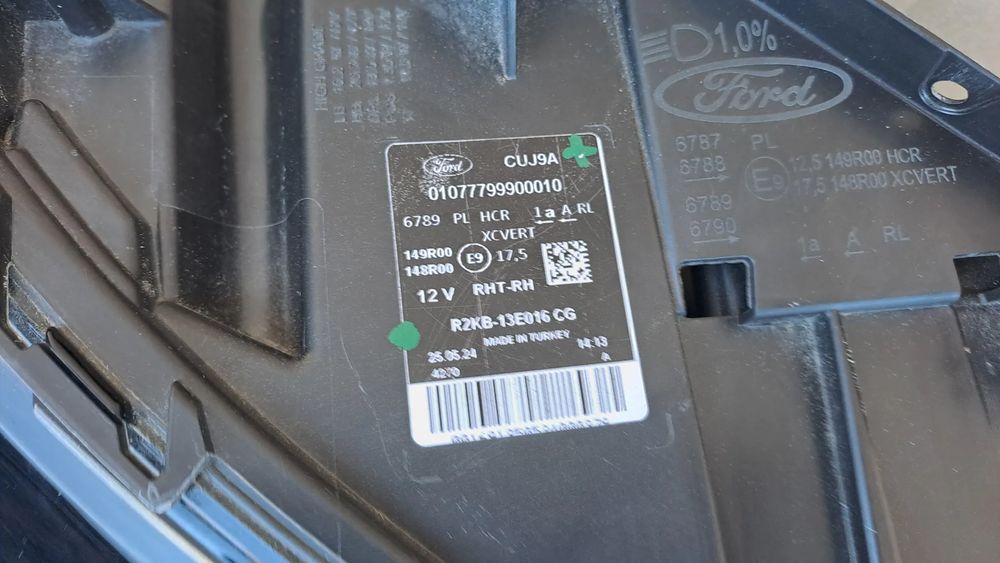 1,0%
Ford
6787 PL
6788
E9
12,5 149R00 HCR
17,5 148R00 XCVERT
6789
6790
1a A RL
Ford CUJ9A
01077799900010
6789 PL HCR 1a A RL
XCVERT
149R00
148R00
E9 17,5
12 V RHT-RH
R2KB-13E016 CG
MADE IN TURKEY
25.05.24 14:13
4270 A